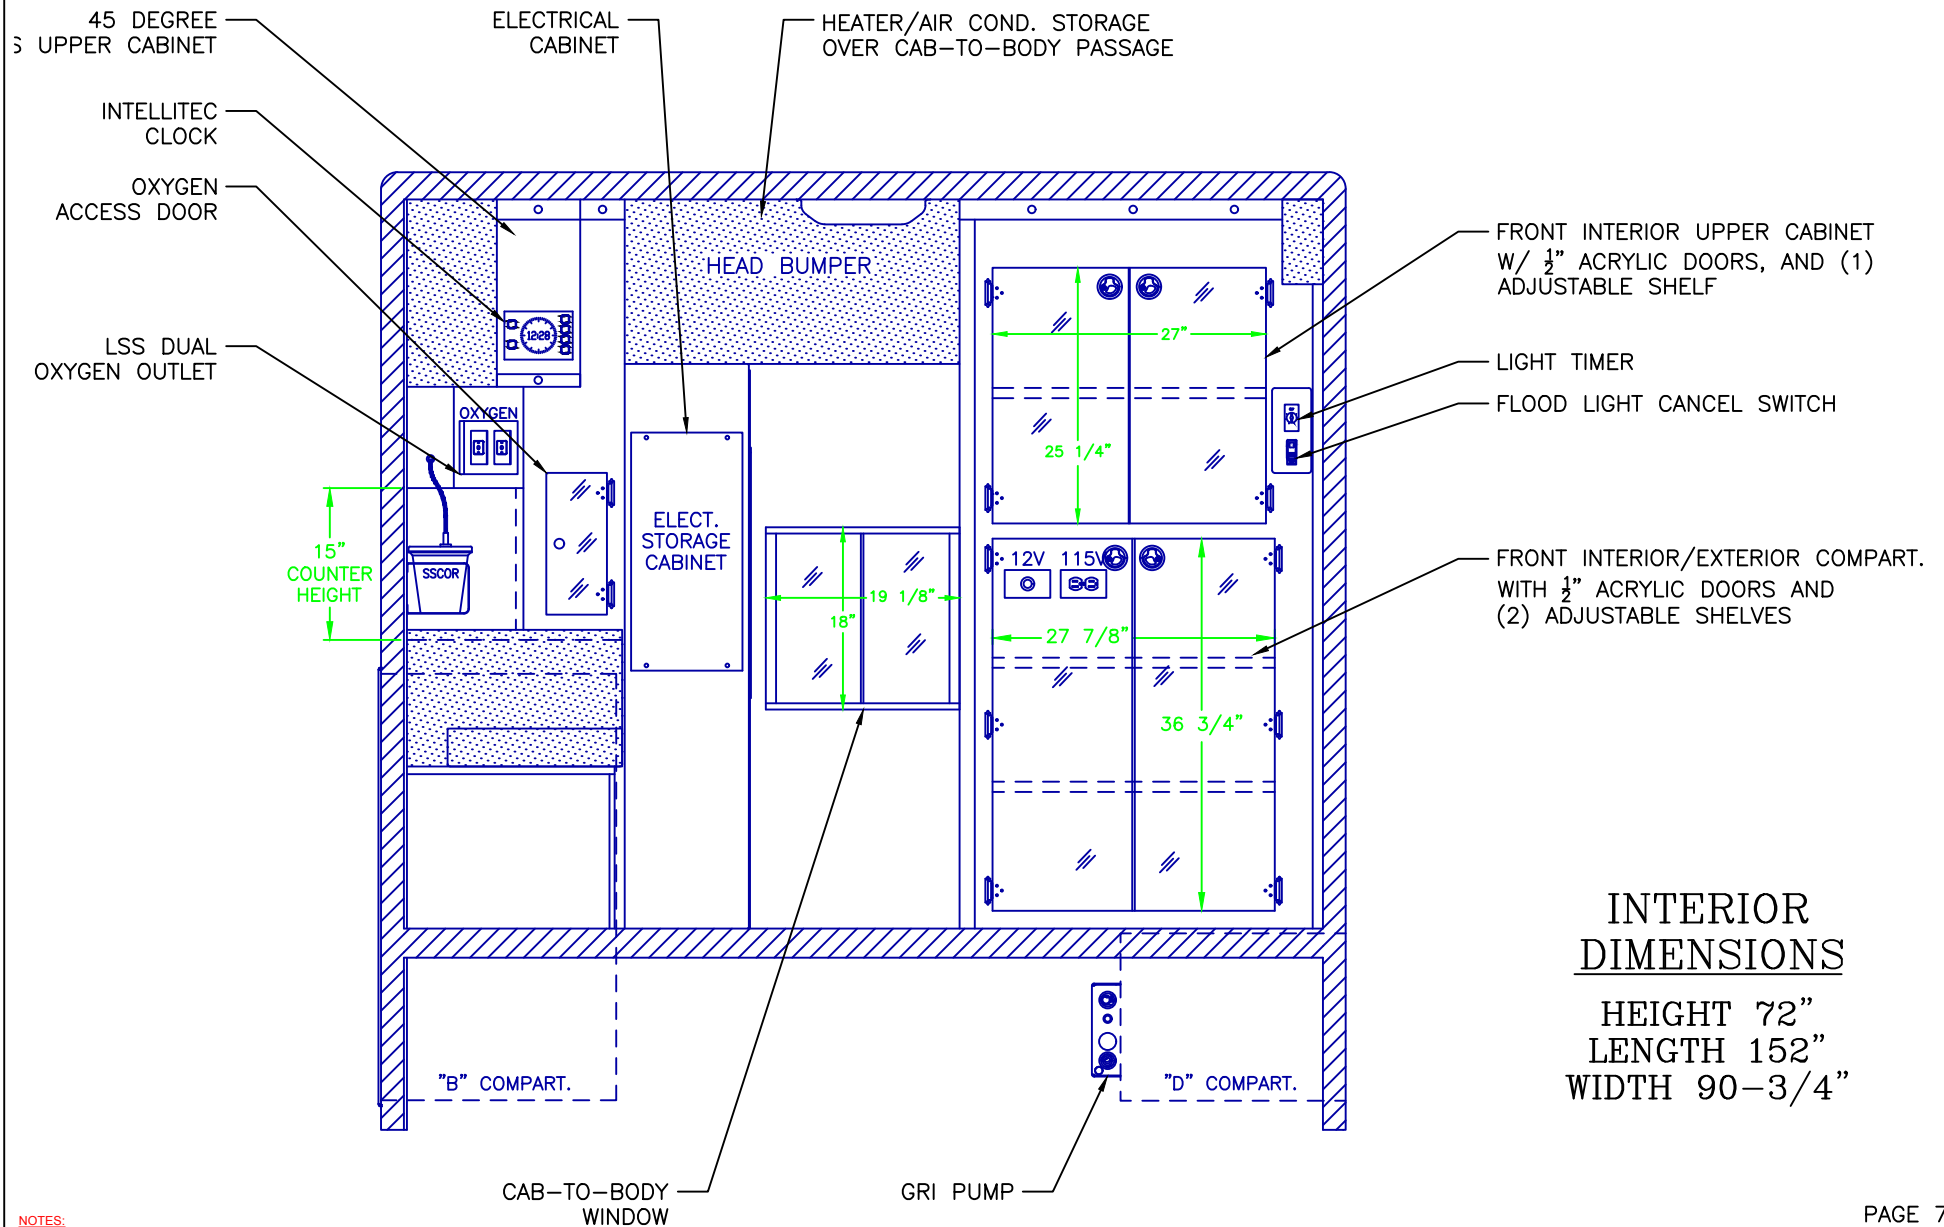 45 DEGREE
S UPPER CABINET
ELECTRICAL
CABINET
HEATER/AIR COND. STORAGE
OVER CAB-TO-BODY PASSAGE
INTELLITEC
CLOCK
OXYGEN
ACCESS DOOR
LSS DUAL
OXYGEN OUTLET
HEAD BUMPER
12:28
OXYGEN
SSCOR
15"
COUNTER
HEIGHT
ELECT.
STORAGE
CABINET
19 1/8"
18"
27"
25 1/4"
12V 115V
27 7/8"
36 3/4"
FRONT INTERIOR UPPER CABINET
W/ ½" ACRYLIC DOORS, AND (1)
ADJUSTABLE SHELF
LIGHT TIMER
FLOOD LIGHT CANCEL SWITCH
FRONT INTERIOR/EXTERIOR COMPART.
WITH ½" ACRYLIC DOORS AND
(2) ADJUSTABLE SHELVES
INTERIOR
DIMENSIONS
HEIGHT 72"
LENGTH 152"
WIDTH 90-3/4"
"B" COMPART.
"D" COMPART.
CAB-TO-BODY
WINDOW
GRI PUMP
NOTES:
PAGE 7